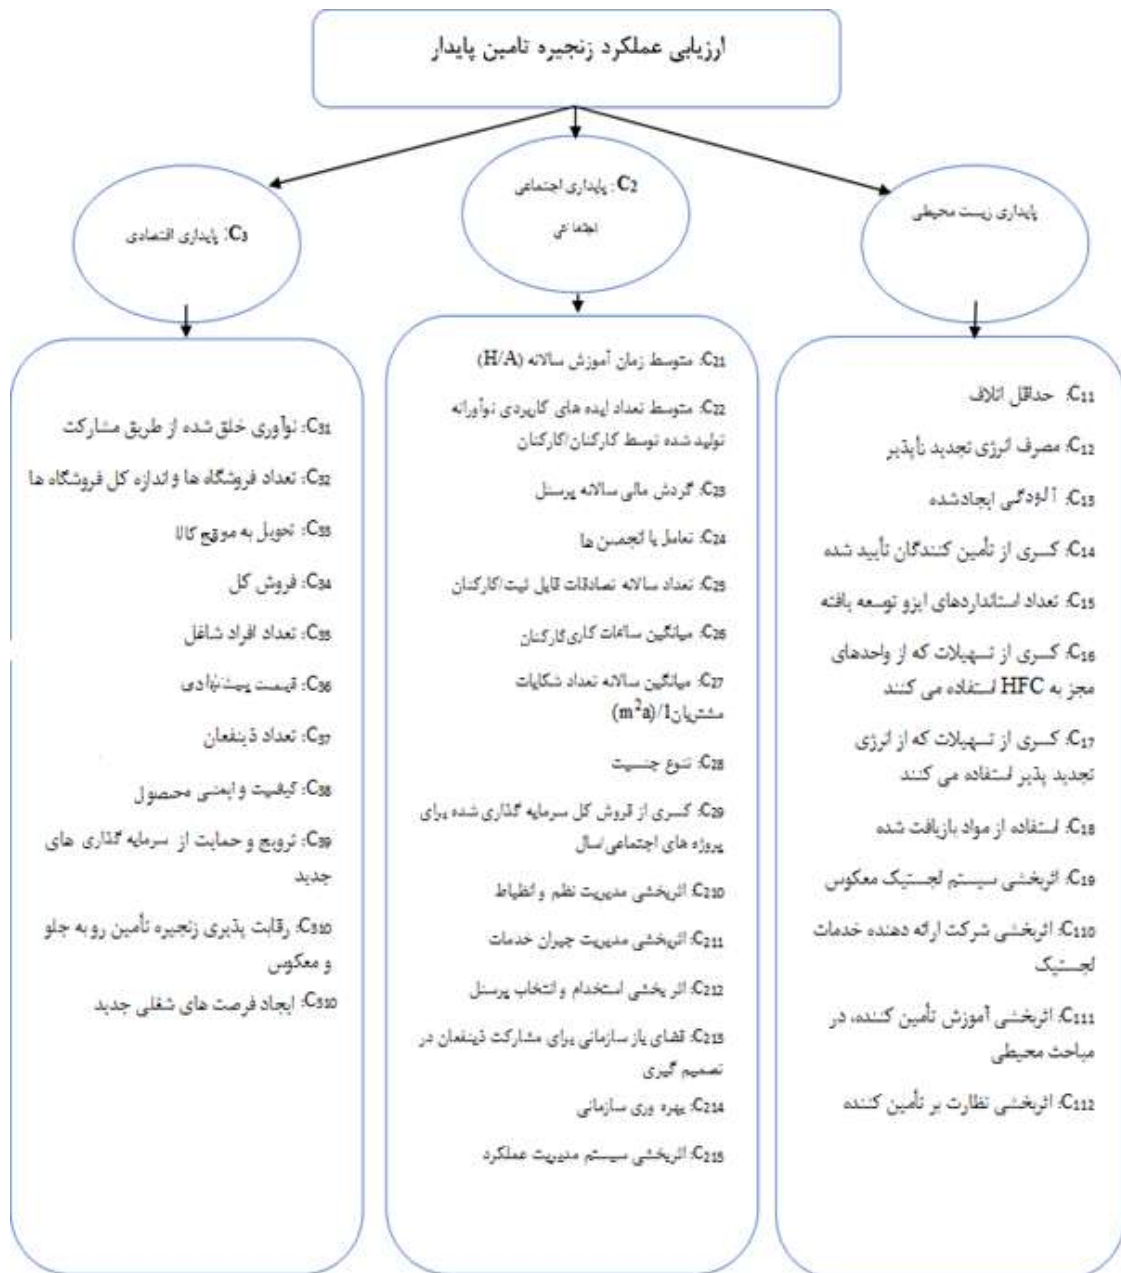 ارزیابی عملکرد زنجیره تامین پایدار
پایداری زیست محیطی
C2: پایداری اجتماعی
اجتماعی
C3: پایداری اقتصادی
C11: حداقل اتلاف
C12: مصرف انرژی تجدید نأپذیر
C13: آلودگی ایجادشده
C14: کسری از تأمین کنندگان تأیید شده
C15: تعداد استانداردهای ایزو توسعه یافته
C16: کسری از تسهیلات که از واحدهای
مجز به HFC استفاده می کنند
C17: کسری از تسهیلات که از انرژی
تجدید پذیر استفاده می کنند
C18: استفاده از مواد بازیافت شده
C19: اثربخشی سیستم لجستیک معکوس
C110: اثربخشی شرکت ارائه دهنده خدمات
لجستیک
C111: اثربخشی آموزش تأمین کننده، در
مباحث محیطی
C112: اثربخشی نظارت بر تأمین کننده
C21: متوسط زمان آموزش سالانه (H/A)
C22: متوسط تعداد ایده های کاربردی نوآورانه
تولید شده توسط کارکنان/کارکنان
C23: گردش مالی سالانه پرسنل
C24: تعامل با انجمن ها
C25: تعداد سالانه تصادفات قابل ثبت/کارکنان
C26: میانگین ساعات کاری کارکنان
C27: میانگین سالانه تعداد شکایات
مشتریان1/(m²a)
C28: تنوع جنسیت
C29: کسری از فروش کل سرمایه گذاری شده برای
پروژه های اجتماعی/سال
C210: اثربخشی مدیریت نظم و انظباط
C211: اثربخشی مدیریت جبران خدمات
C212: اثر بخشی استخدام و انتخاب پرسنل
C213: فضای باز سازمانی برای مشارکت ذینفعان در
تصمیم گیری
C214: بهره وری سازمانی
C215: اثربخشی سیستم مدیریت عملکرد
C31: نوآوری خلق شده از طریق مشارکت
C32: تعداد فروشگاه ها و اندازه کل فروشگاه ها
C33: تحویل به موقع کالا
C34: فروش کل
C35: تعداد افراد شاغل
C36: قیمت پیشنهادی
C37: تعداد ذینفعان
C38: کیفیت و ایمنی محصول
C39: ترویج و حمایت از سرمایه گذاری های
جدید
C310: رقابت پذیری زنجیره تأمین رو به جلو
و معکوس
C310: ایجاد فرصت های شغلی جدید